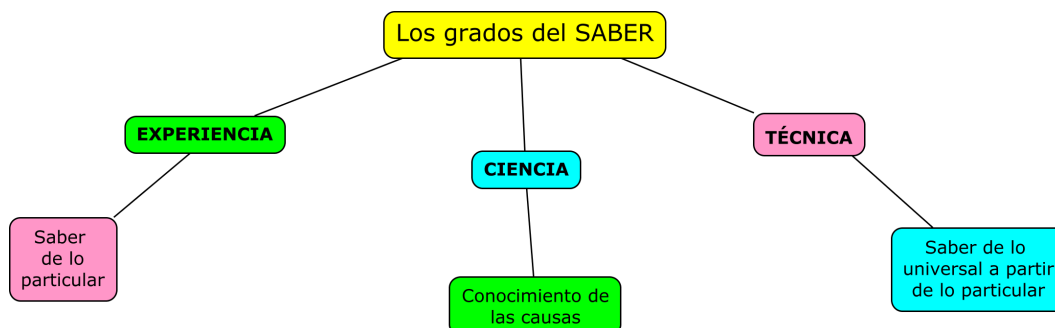 Los grados del SABER
EXPERIENCIA
CIENCIA
TÉCNICA
Saber
de lo
particular
Conocimiento de
las causas
Saber de lo
universal a partir
de lo particular